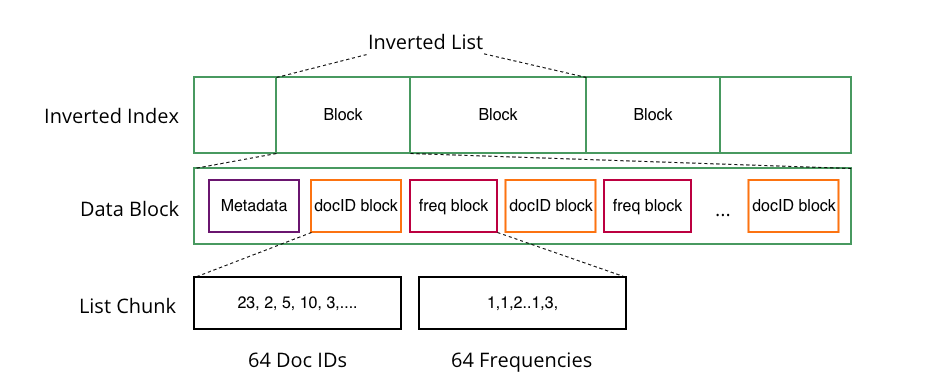 Inverted List
Inverted Index
Block
Block
Block
Data Block
Metadata
docID block
freq block
docID block
freq block
...
docID block
List Chunk
23, 2, 5, 10, 3,....
1,1,2..1,3,
64 Doc IDs
64 Frequencies